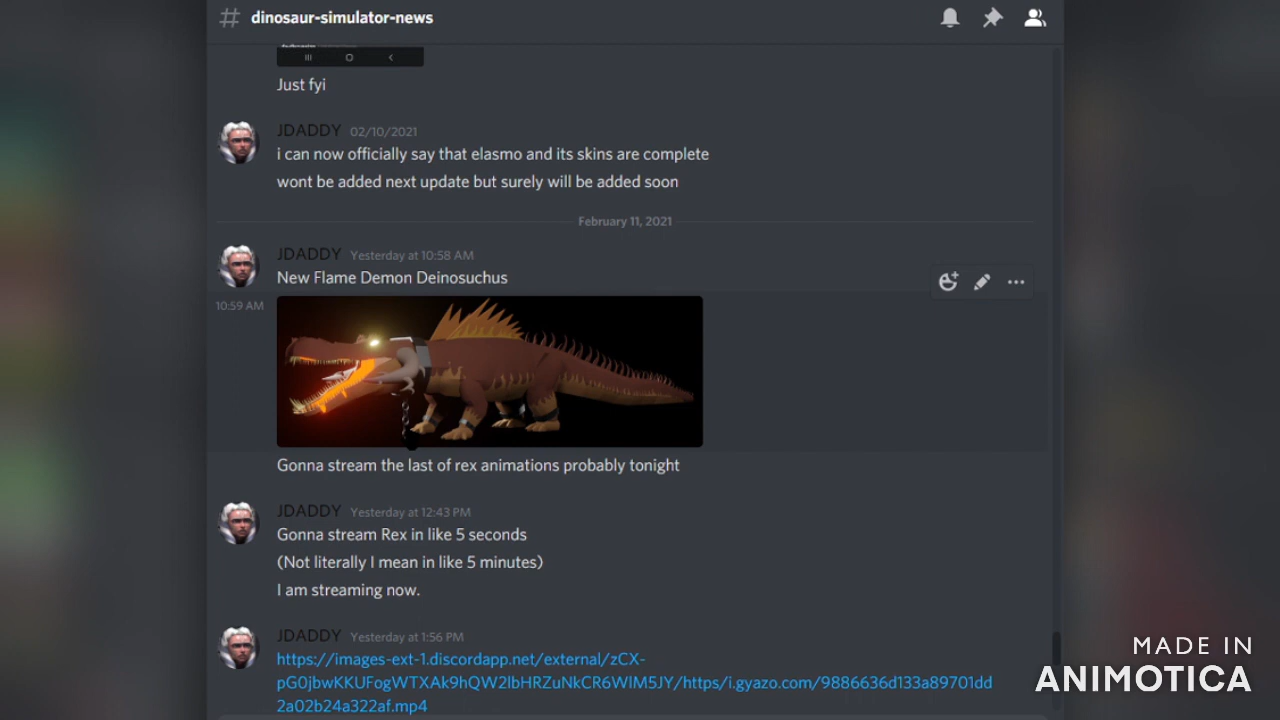 # dinosaur-simulator-news
Just fyi
JDADDY 02/10/2021
i can now officially say that elasmo and its skins are complete
wont be added next update but surely will be added soon
February 11, 2021
JDADDY Yesterday at 10:58 AM
New Flame Demon Deinosuchus
10:59 AM
Gonna stream the last of rex animations probably tonight
JDADDY Yesterday at 12:43 PM
Gonna stream Rex in like 5 seconds
(Not literally I mean in like 5 minutes)
I am streaming now.
JDADDY Yesterday at 1:56 PM
https://images-ext-1.discordapp.net/external/zCX-
pG0jbwKKUFogWTXAk9hQW2lbHRZuNkCR6WlM5JY/https/i.gyazo.com/9886636d133a89701dd
2a02b24a322af.mp4
MADE IN
ANIMOTICA